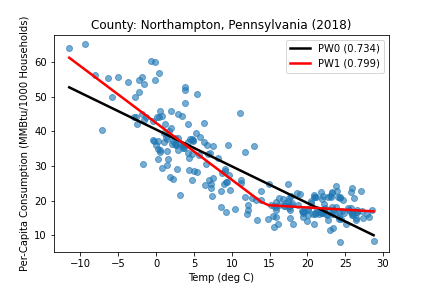 County: Northampton, Pennsylvania (2018)
PW0 (0.734)
PW1 (0.799)
Per-Capita Consumption (MMBtu/1000 Households)
60
50
40
30
20
10
−10 −5 0 5 10 15 20 25 30
Temp (deg C)